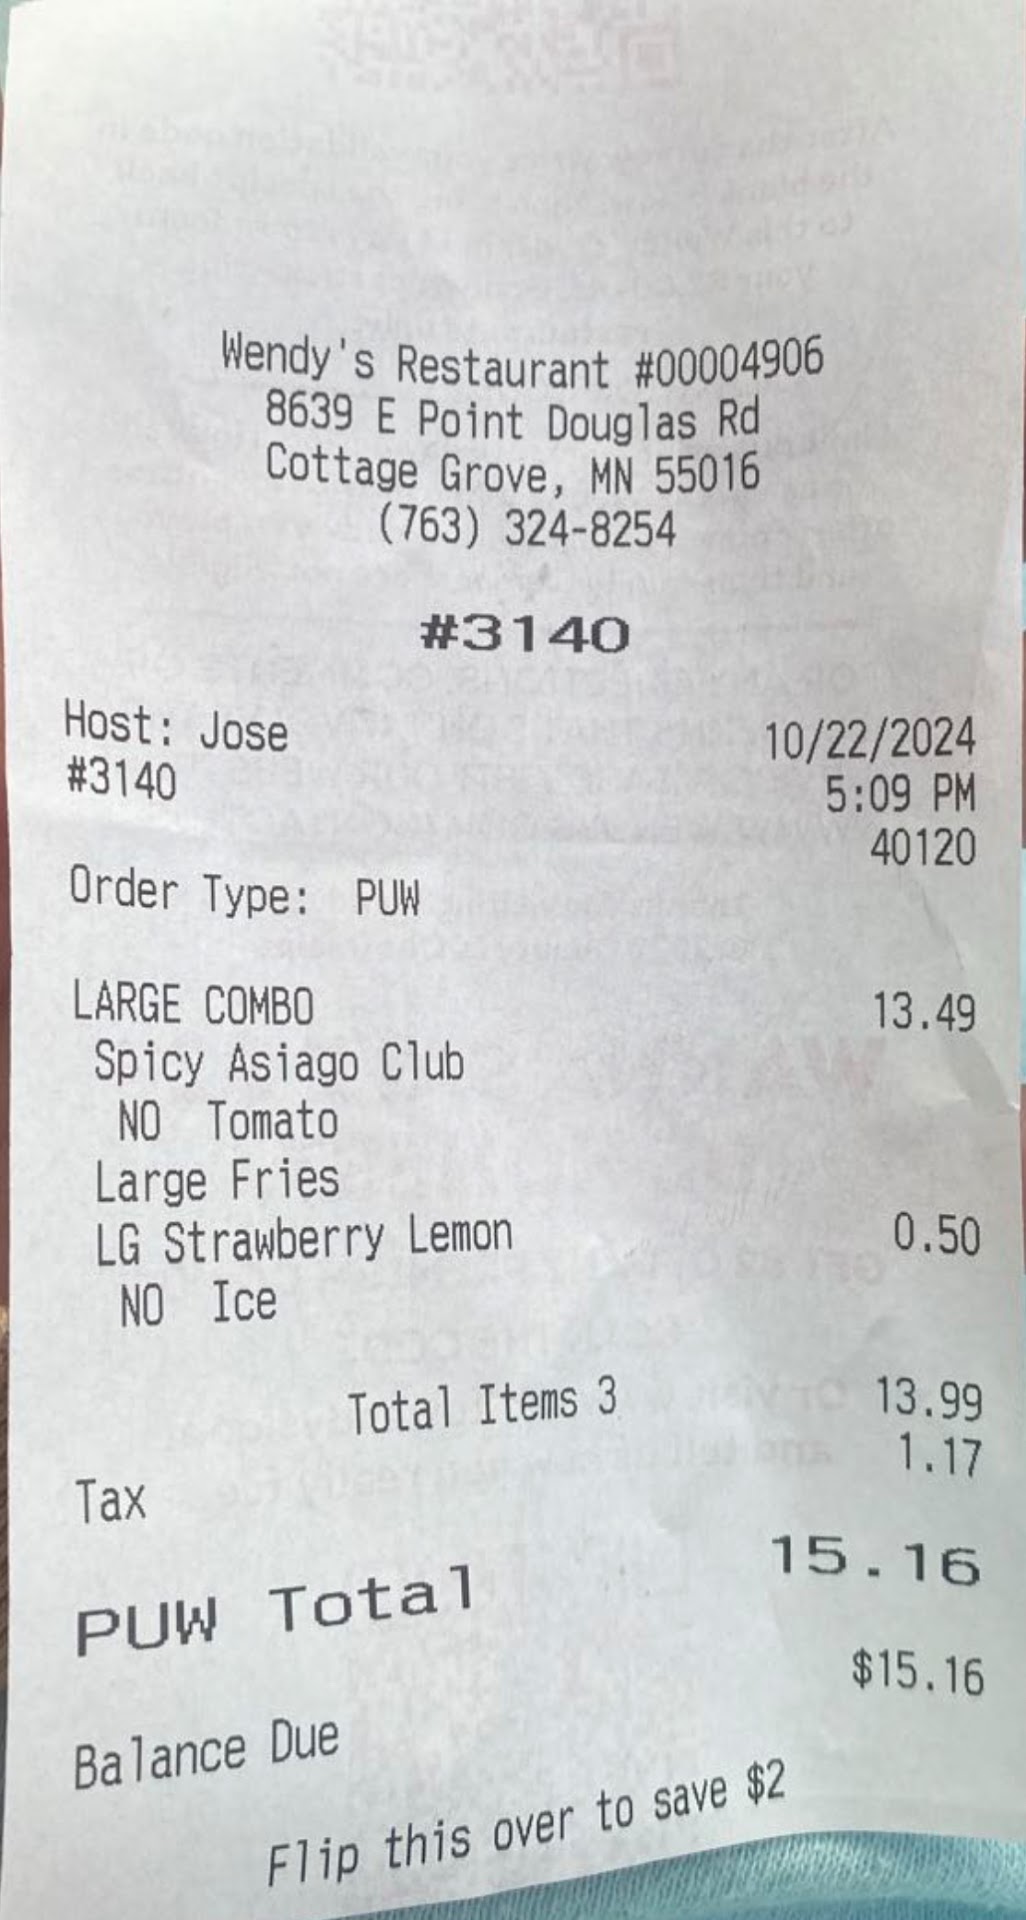 Wendy's Restaurant #00004906
8639 E Point Douglas Rd
Cottage Grove, MN 55016
(763) 324-8254
#3140
Host: Jose 10/22/2024
#3140 5:09 PM
40120
Order Type: PUW
LARGE COMBO 13.49
Spicy Asiago Club
NO Tomato
Large Fries
LG Strawberry Lemon 0.50
NO Ice
Total Items 3 13.99
Tax 1.17
PUW Total 15.16
Balance Due $15.16
Flip this over to save $2